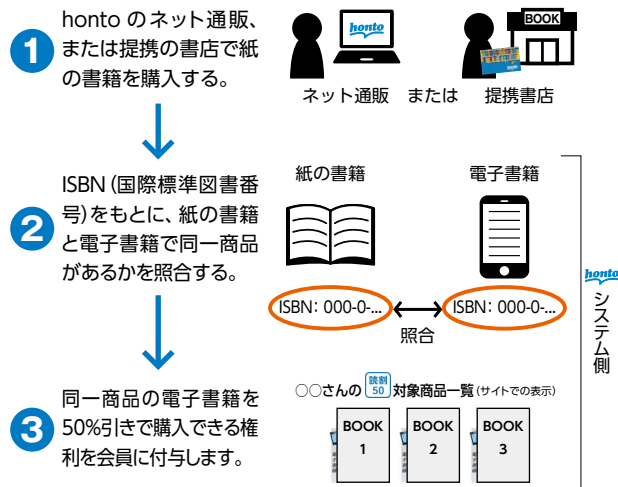 1
honto のネット通販、
または提携の書店で紙
の書籍を購入する。
honto
BOOK
ネット通販 または 提携書店
2
ISBN(国際標準図書番
号)をもとに、紙の書籍
と電子書籍で同一商品
があるかを照合する。
紙の書籍 電子書籍
ISBN：000-0-... ISBN：000-0-...
照合
honto システム側
3
同一商品の電子書籍を
50%引きで購入できる権
利を会員に付与します。
○○さんの 読割50 対象商品一覧(サイトでの表示)
BOOK BOOK BOOK
1 2 3